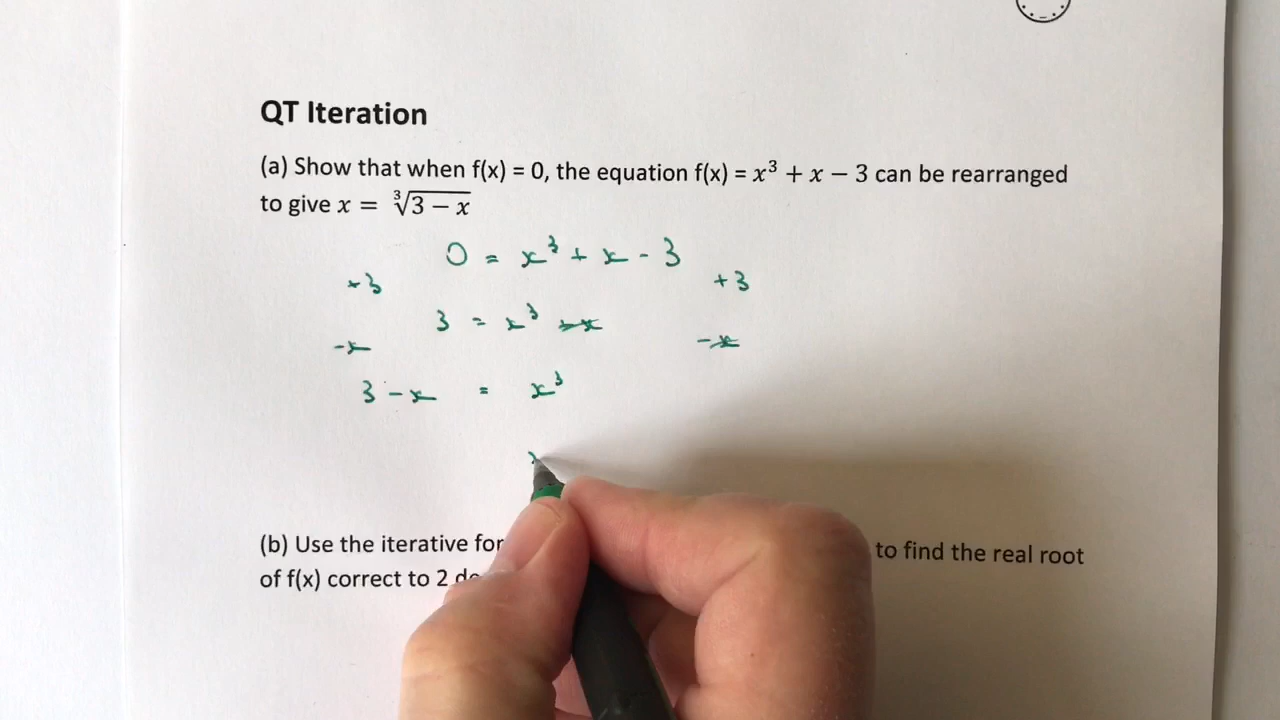 QT Iteration
(a) Show that when f(x) = 0, the equation f(x) = x³ + x − 3 can be rearranged
to give x = ∛3 − x
0 = x³ + x - 3
+3 +3
3 = x³ +x
-x -x
3 - x = x³
(b) Use the iterative to find the real root
of f(x) correct to 2